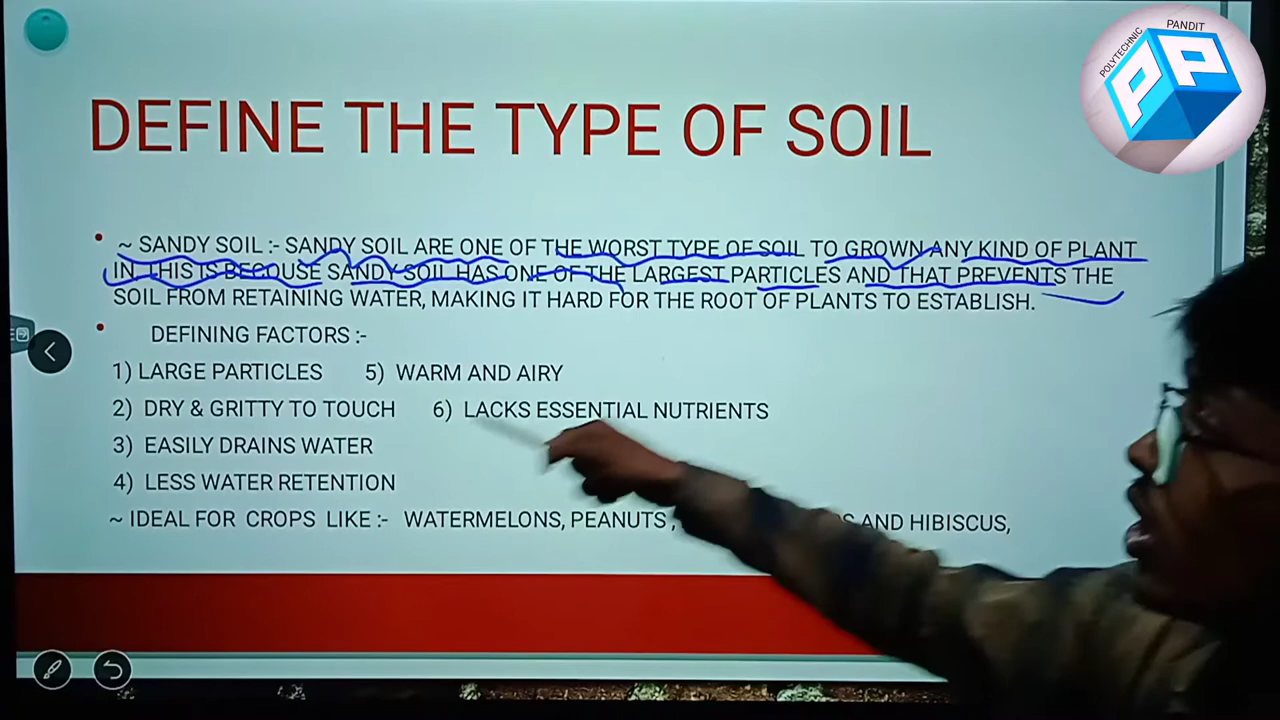 POLYTECHNIC PANDIT
PP
DEFINE THE TYPE OF SOIL
~ SANDY SOIL :- SANDY SOIL ARE ONE OF THE WORST TYPE OF SOIL TO GROWN ANY KIND OF PLANT
IN THIS IS BECOUSE SANDY SOIL HAS ONE OF THE LARGEST PARTICLES AND THAT PREVENTS THE
SOIL FROM RETAINING WATER, MAKING IT HARD FOR THE ROOT OF PLANTS TO ESTABLISH.
DEFINING FACTORS :-
1) LARGE PARTICLES 5) WARM AND AIRY
2) DRY & GRITTY TO TOUCH 6) LACKS ESSENTIAL NUTRIENTS
3) EASILY DRAINS WATER
4) LESS WATER RETENTION
~ IDEAL FOR CROPS LIKE :- WATERMELONS, PEANUTS , AND HIBISCUS,